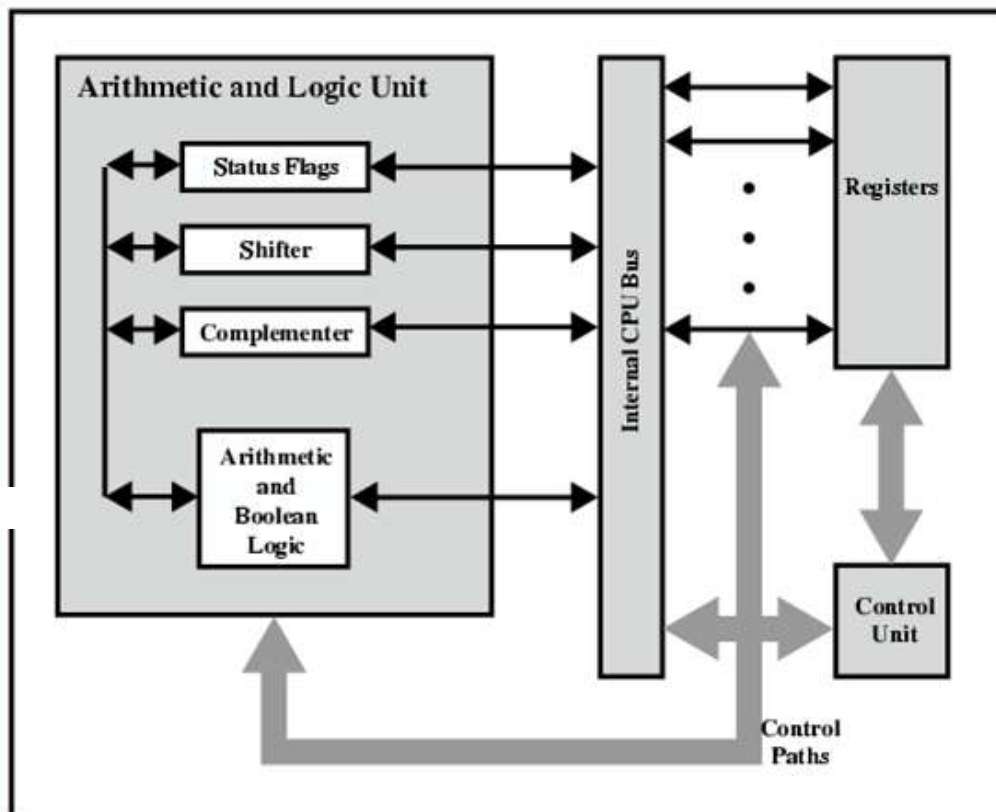 Arithmetic and Logic Unit
Status Flags
Shifter
Complementer
Arithmetic
and
Boolean
Logic
Internal CPU Bus
Registers
Control
Unit
Control
Paths